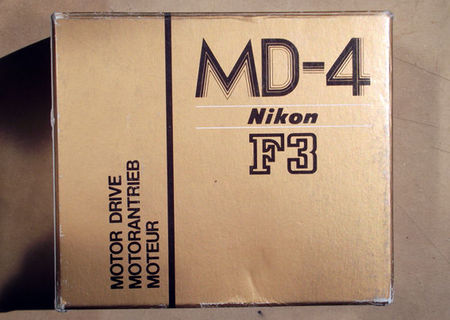 MD-4
Nikon
F3
MOTOR DRIVE
MOTORANTRIEB
MOTEUR